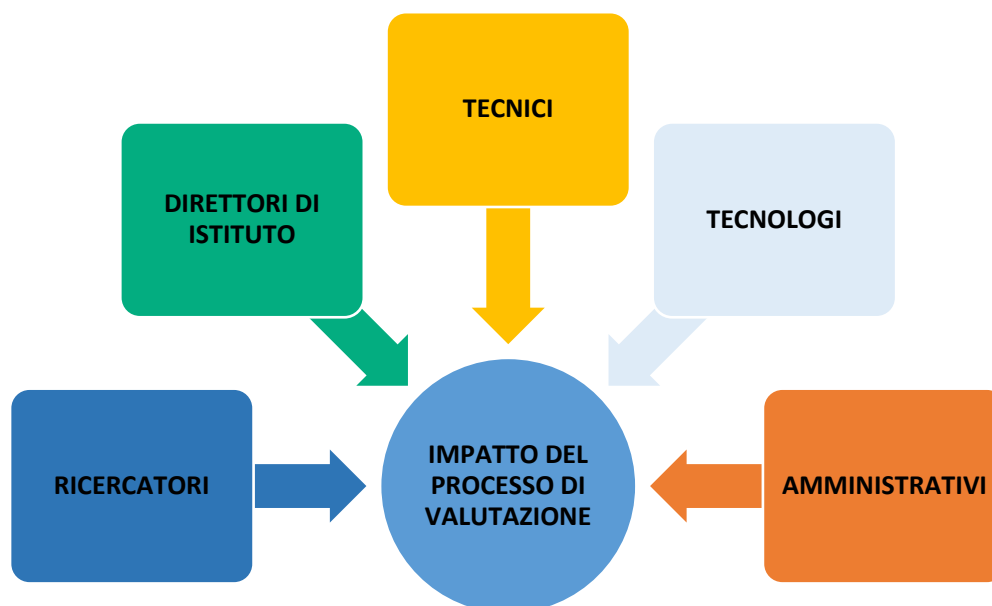 TECNICI
DIRETTORI DI
ISTITUTO
TECNOLOGI
RICERCATORI
IMPATTO DEL
PROCESSO DI
VALUTAZIONE
AMMINISTRATIVI